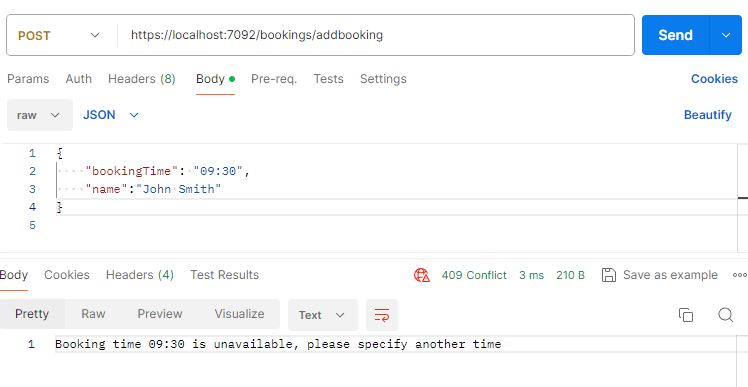 POST https://localhost:7092/bookings/addbooking Send
Params Auth Headers (8) Body Pre-req. Tests Settings Cookies
raw JSON Beautify
1 {
2 "bookingTime": "09:30",
3 "name":"John Smith"
4 }
5
Body Cookies Headers (4) Test Results 409 Conflict 3 ms 210 B Save as example
Pretty Raw Preview Visualize Text
1 Booking time 09:30 is unavailable, please specify another time